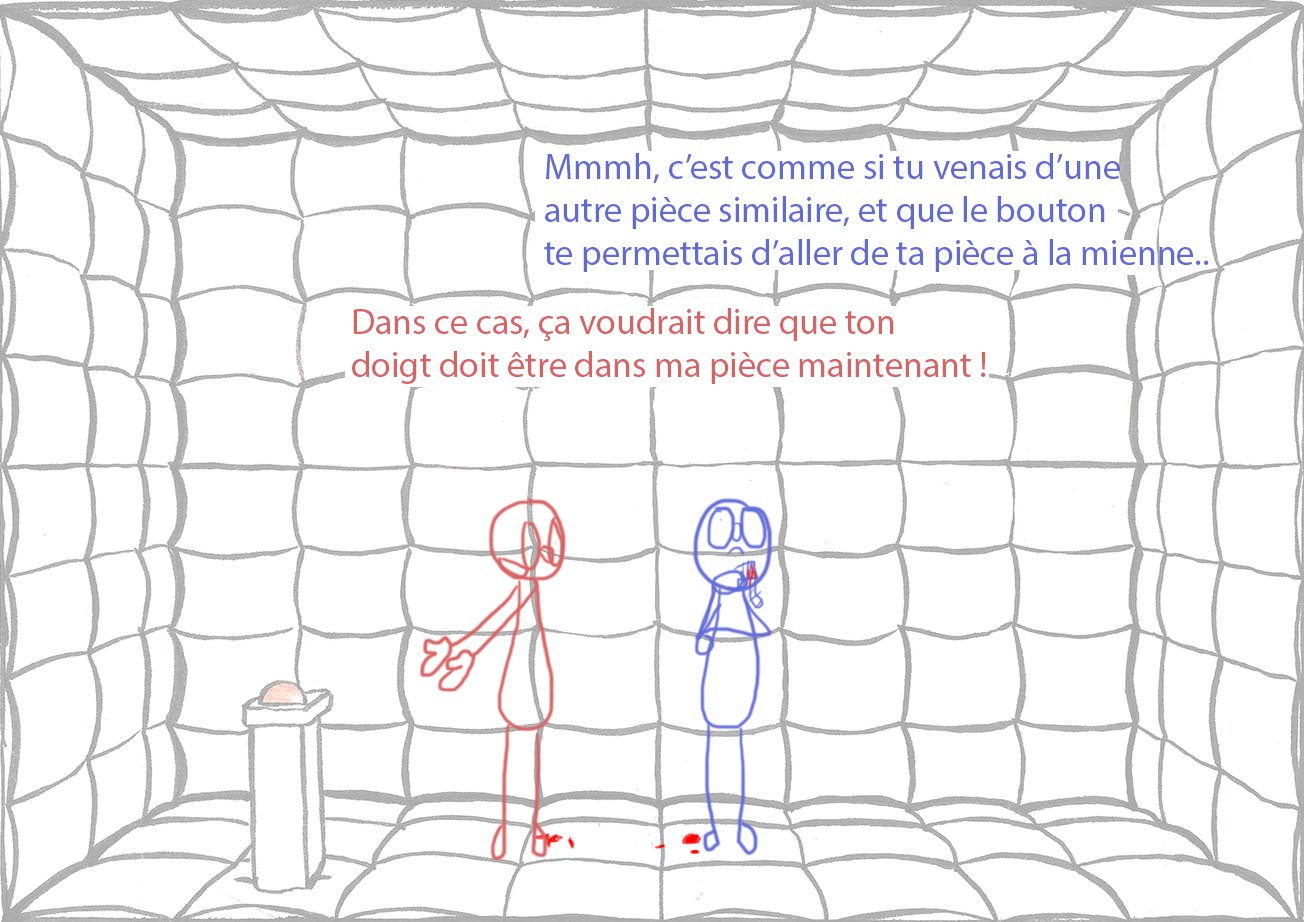 Mmmh, c'est comme si tu venais d'une
autre pièce similaire, et que le bouton
te permettais d'aller de ta pièce à la mienne..
Dans ce cas, ça voudrait dire que ton
doigt doit être dans ma pièce maintenant !